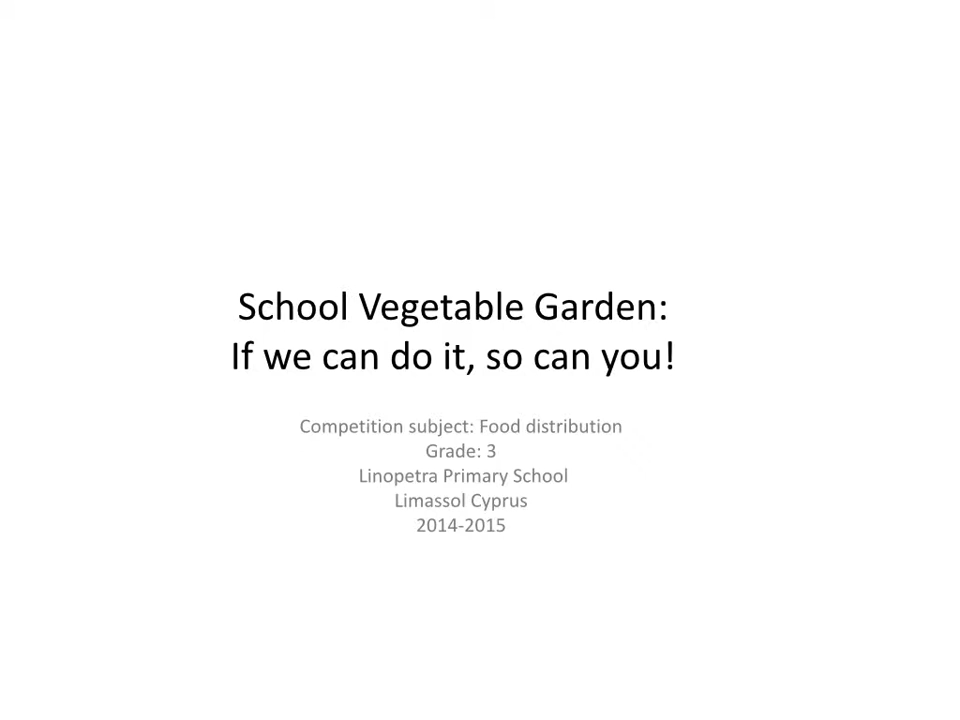 School Vegetable Garden:
If we can do it, so can you!
Competition subject: Food distribution
Grade: 3
Linopetra Primary School
Limassol Cyprus
2014-2015